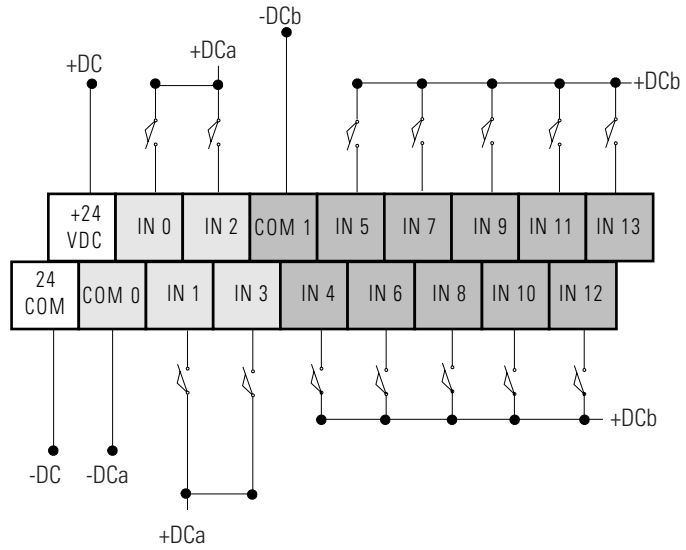 -DCb
+DCa
+DC
+DCb
+24 VDC
IN 0
IN 2
COM 1
IN 5
IN 7
IN 9
IN 11
IN 13
24 COM
COM 0
IN 1
IN 3
IN 4
IN 6
IN 8
IN 10
IN 12
+DCb
-DC
-DCa
+DCa